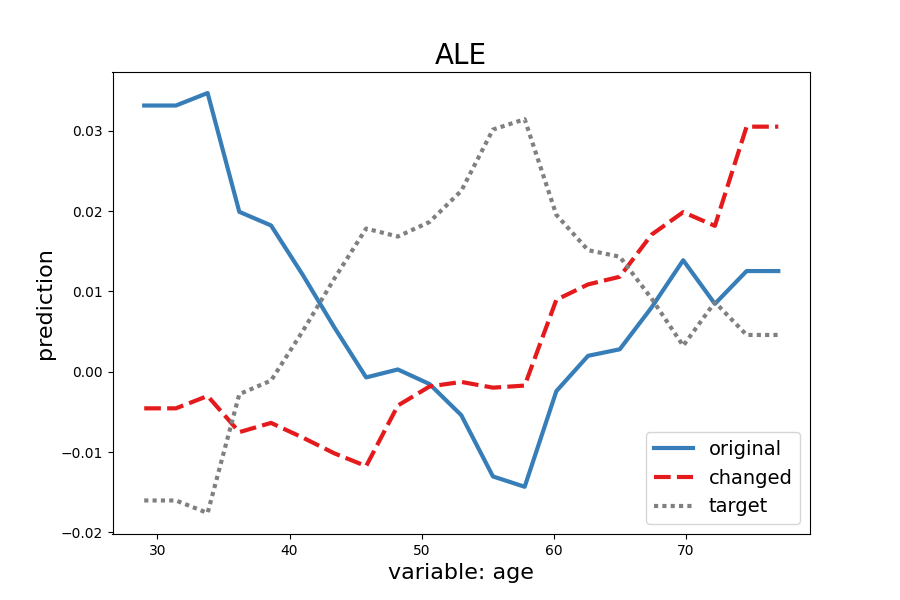 ALE
prediction
0.03
0.02
0.01
0.00
−0.01
−0.02
30 40 50 60 70
variable: age
original
changed
target